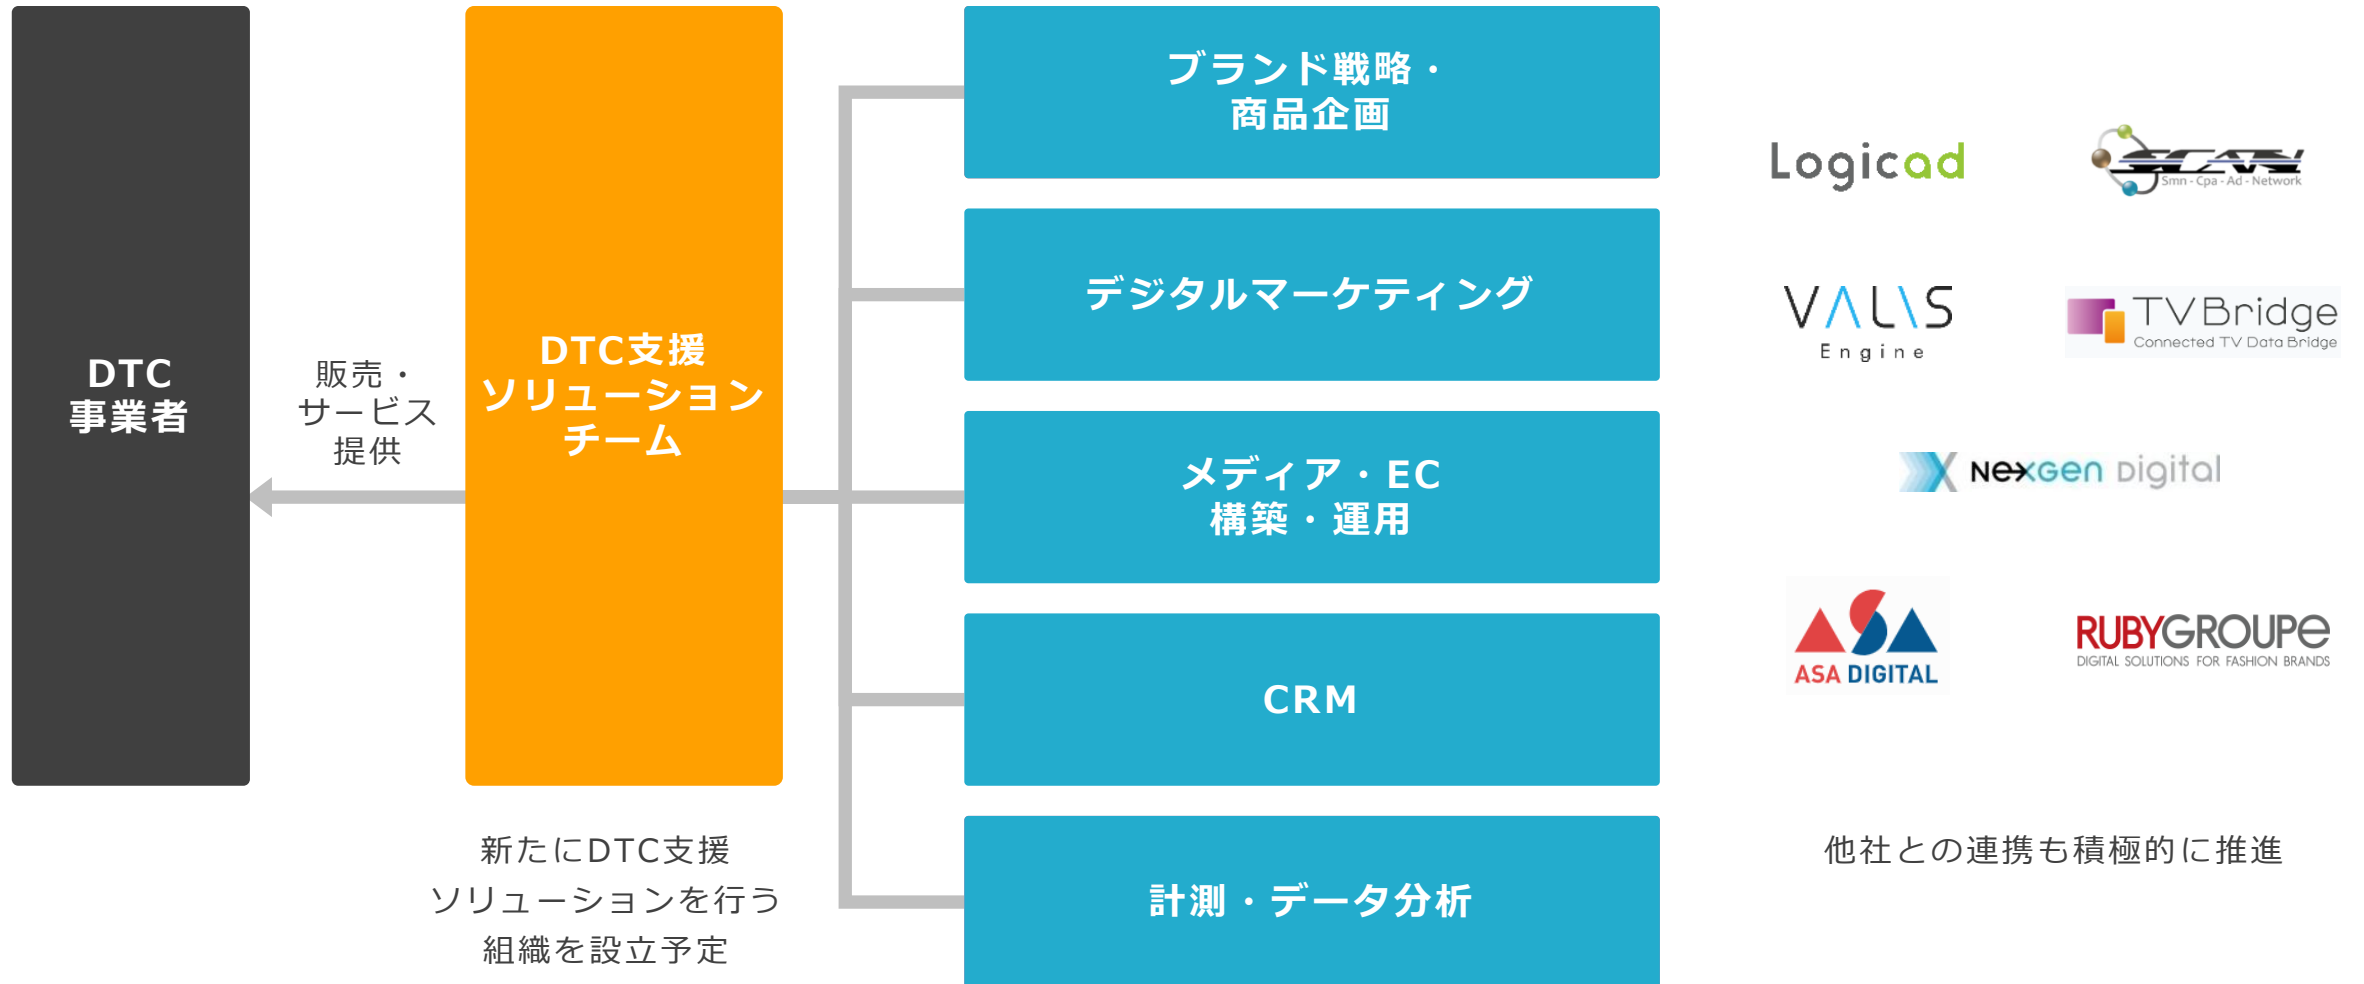 DTC
事業者
販売・
サービス
提供
DTC支援
ソリューション
チーム
新たにDTC支援
ソリューションを行う
組織を設立予定
ブランド戦略・
商品企画
デジタルマーケティング
メディア・EC
構築・運用
CRM
計測・データ分析
Logicad
SCAN
Smn - Cpa - Ad - Network
VALIS
Engine
TVBridge
Connected TV Data Bridge
Nexgen Digital
ASA
ASA DIGITAL
RUBYGROUPe
DIGITAL SOLUTIONS FOR FASHION BRANDS
他社との連携も積極的に推進